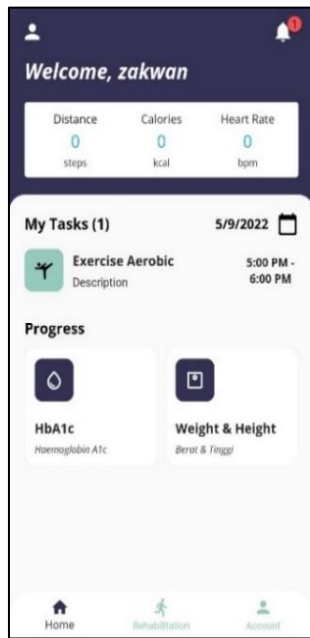 1
Welcome, zakwan
Distance Calories Heart Rate
0 0 0
steps kcal bpm
My Tasks (1) 5/9/2022
Exercise Aerobic 5:00 PM -
Description 6:00 PM
Progress
HbA1c Weight & Height
Haemoglobin A1c Berat & Tinggi
Home Rehabilitation Account